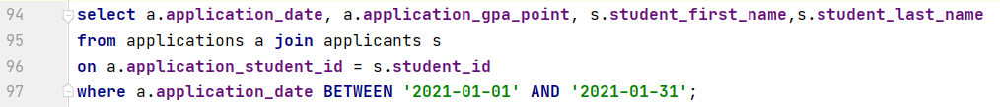 94 select a.application_date, a.application_gpa_point, s.student_first_name,s.student_last_name
95 from applications a join applicants s
96 on a.application_student_id = s.student_id
97 where a.application_date BETWEEN '2021-01-01' AND '2021-01-31';